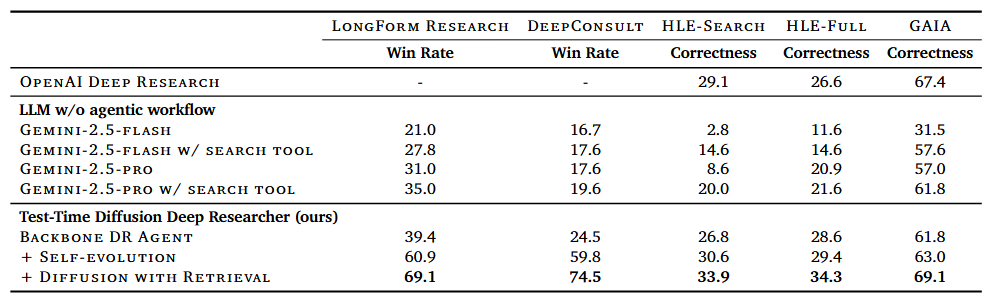 LongForm Research DeepConsult HLE-Search HLE-Full GAIA
Win Rate Win Rate Correctness Correctness Correctness
OpenAI Deep Research - - 29.1 26.6 67.4
LLM w/o agentic workflow
Gemini-2.5-flash 21.0 16.7 2.8 11.6 31.5
Gemini-2.5-flash w/ search tool 27.8 17.6 14.6 14.6 57.6
Gemini-2.5-pro 31.0 17.6 8.6 20.9 57.0
Gemini-2.5-pro w/ search tool 35.0 19.6 20.0 21.6 61.8
Test-Time Diffusion Deep Researcher (ours)
Backbone DR Agent 39.4 24.5 26.8 28.6 61.8
+ Self-evolution 60.9 59.8 30.6 29.4 63.0
+ Diffusion with Retrieval 69.1 74.5 33.9 34.3 69.1